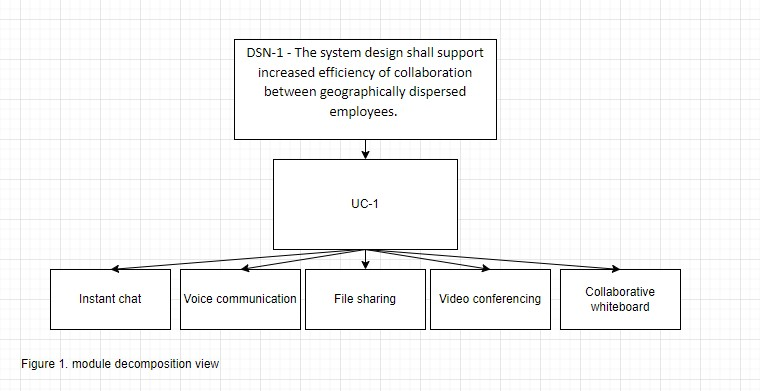 DSN-1 - The system design shall support
increased efficiency of collaboration
between geographically dispersed
employees.
UC-1
Instant chat
Voice communication
File sharing
Video conferencing
Collaborative
whiteboard
Figure 1. module decomposition view